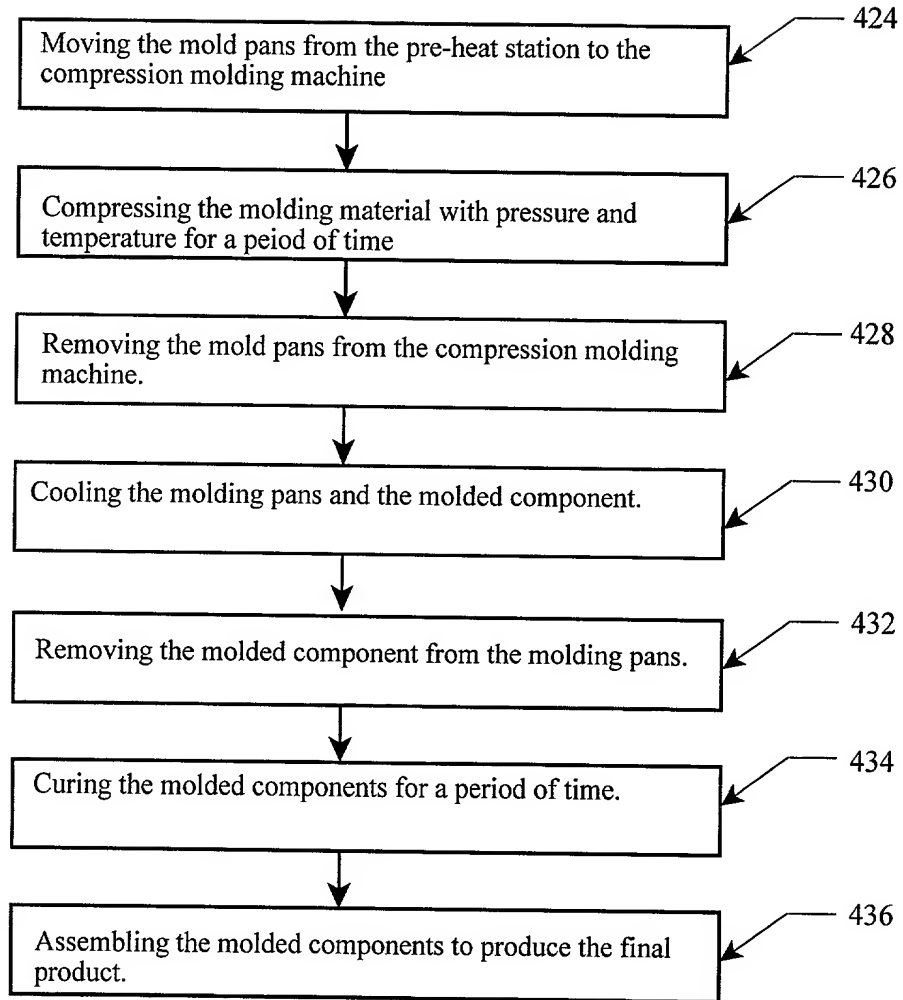 Moving the mold pans from the pre-heat station to the
compression molding machine
424
Compressing the molding material with pressure and
temperature for a peiod of time
426
Removing the mold pans from the compression molding
machine.
428
Cooling the molding pans and the molded component.
430
Removing the molded component from the molding pans.
432
Curing the molded components for a period of time.
434
Assembling the molded components to produce the final
product.
436